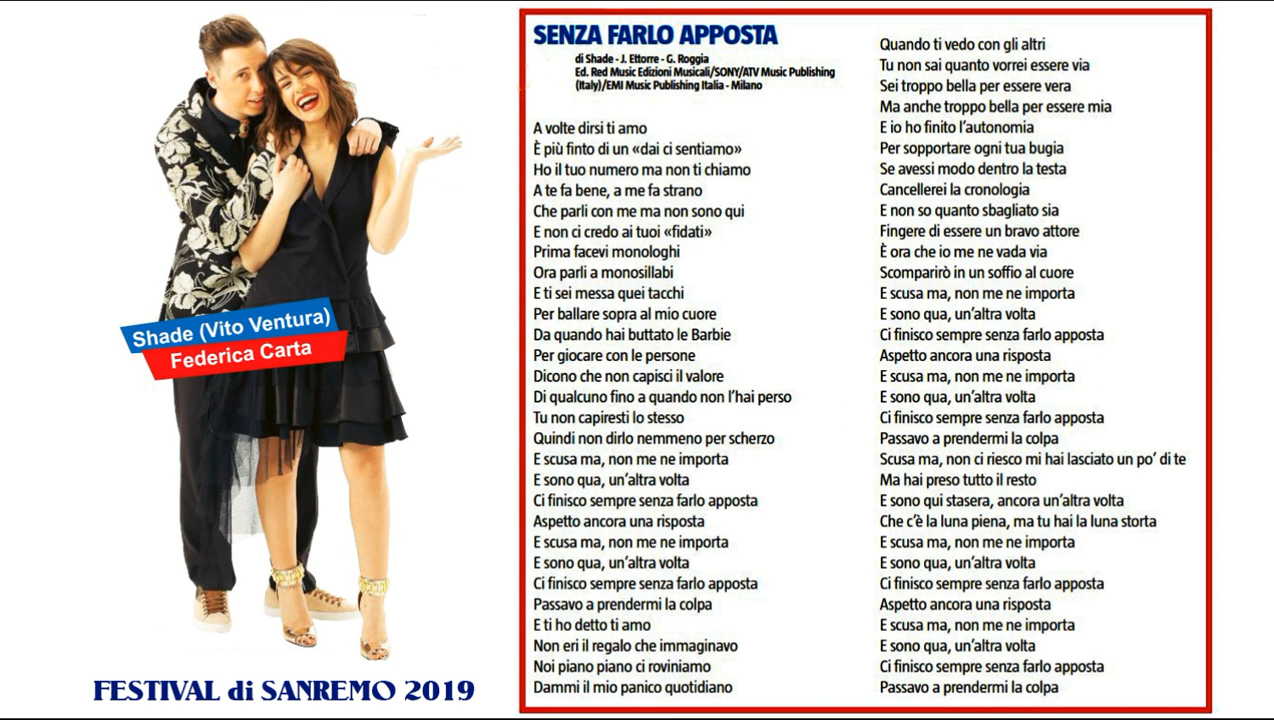 Shade (Vito Ventura)
Federica Carta
FESTIVAL di SANREMO 2019
SENZA FARLO APPOSTA
di Shade - J. Ettorre - G. Roggia
Ed. Red Music Edizioni Musicali/SONY/ATV Music Publishing
(Italy)/EMI Music Publishing Italia - Milano
A volte dirsi ti amo
È più finto di un «dai ci sentiamo»
Ho il tuo numero ma non ti chiamo
A te fa bene, a me fa strano
Che parli con me ma non sono qui
E non ci credo ai tuoi «fidati»
Prima facevi monologhi
Ora parli a monosillabi
E ti sei messa quei tacchi
Per ballare sopra al mio cuore
Da quando hai buttato le Barbie
Per giocare con le persone
Dicono che non capisci il valore
Di qualcuno fino a quando non l'hai perso
Tu non capiresti lo stesso
Quindi non dirlo nemmeno per scherzo
E scusa ma, non me ne importa
E sono qua, un'altra volta
Ci finisco sempre senza farlo apposta
Aspetto ancora una risposta
E scusa ma, non me ne importa
E sono qua, un'altra volta
Ci finisco sempre senza farlo apposta
Passavo a prendermi la colpa
E ti ho detto ti amo
Non eri il regalo che immaginavo
Noi piano piano ci roviniamo
Dammi il mio panico quotidiano
Quando ti vedo con gli altri
Tu non sai quanto vorrei essere via
Sei troppo bella per essere vera
Ma anche troppo bella per essere mia
E io ho finito l'autonomia
Per sopportare ogni tua bugia
Se avessi modo dentro la testa
Cancellerei la cronologia
E non so quanto sbagliato sia
Fingere di essere un bravo attore
È ora che io me ne vada via
Scomparirò in un soffio al cuore
E scusa ma, non me ne importa
E sono qua, un'altra volta
Ci finisco sempre senza farlo apposta
Aspetto ancora una risposta
E scusa ma, non me ne importa
E sono qua, un'altra volta
Ci finisco sempre senza farlo apposta
Passavo a prendermi la colpa
Scusa ma, non ci riesco mi hai lasciato un po' di te
Ma hai preso tutto il resto
E sono qui stasera, ancora un'altra volta
Che c'è la luna piena, ma tu hai la luna storta
E scusa ma, non me ne importa
E sono qua, un'altra volta
Ci finisco sempre senza farlo apposta
Aspetto ancora una risposta
E scusa ma, non me ne importa
E sono qua, un'altra volta
Ci finisco sempre senza farlo apposta
Passavo a prendermi la colpa